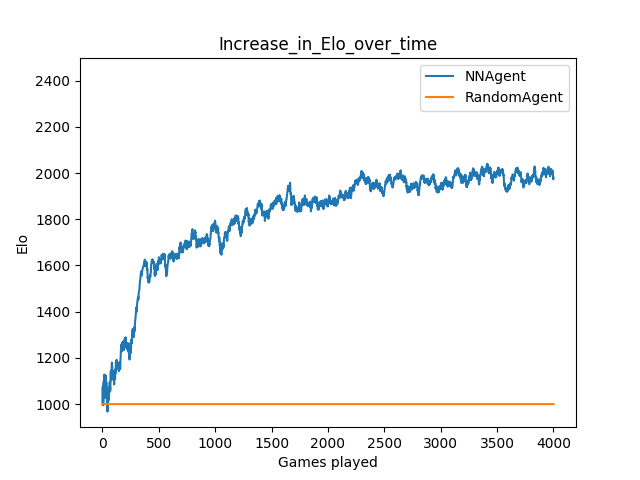 Increase_in_Elo_over_time
NNAgent
RandomAgent
2400
2200
2000
1800
1600
1400
1200
1000
Elo
0 500 1000 1500 2000 2500 3000 3500 4000
Games played